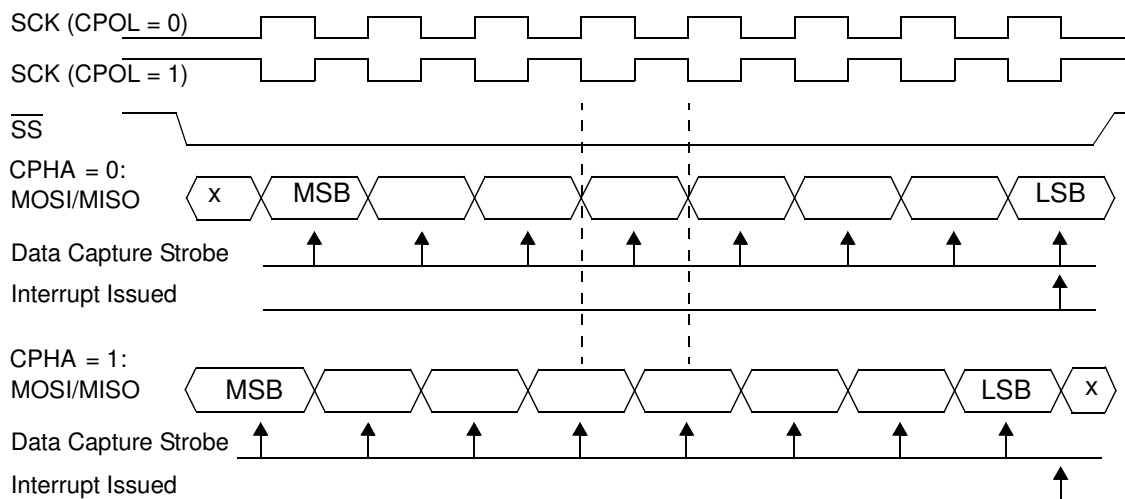 SCK (CPOL = 0)
SCK (CPOL = 1)
SS
CPHA = 0:
MOSI/MISO
x
MSB
LSB
Data Capture Strobe
Interrupt Issued
CPHA = 1:
MOSI/MISO
MSB
LSB
x
Data Capture Strobe
Interrupt Issued